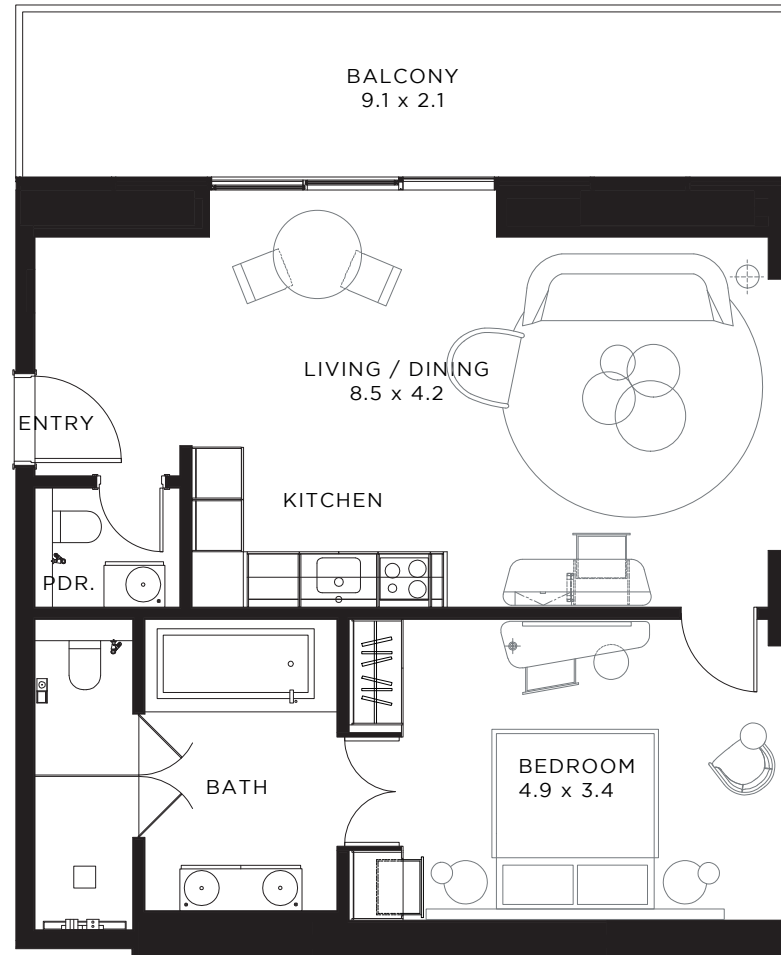 BALCONY
9.1 x 2.1
LIVING / DINING
8.5 x 4.2
ENTRY
KITCHEN
PDR.
BATH
BEDROOM
4.9 x 3.4